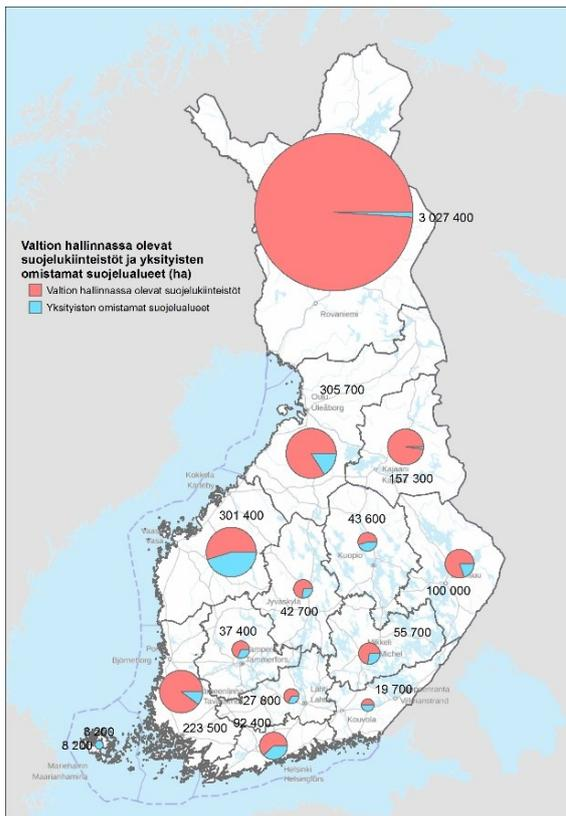 3 027 400
Valtion hallinnassa olevat
suojelukiinteistöt ja yksityisten
omistamat suojelualueet (ha)
Valtion hallinnassa olevat suojelukiinteistöt
Yksityisten omistamat suojelualueet
Rovaniemi
305 700
Oulu
Uleåborg
Kajaani
157 300
Kokkola
Karleby
301 400
43 600
Vaasa
Vasa
Kuopio
100 000
Jyväskylä
42 700
37 400
55 700
Mikkeli
Michel
Tammerfors
Björneborg
19 700
Villmanstrand
27 800
Kouvola
223 500
92 400
8 200
8 200
Mariehamn
Maarianhamina
Helsinki
Helsingfors